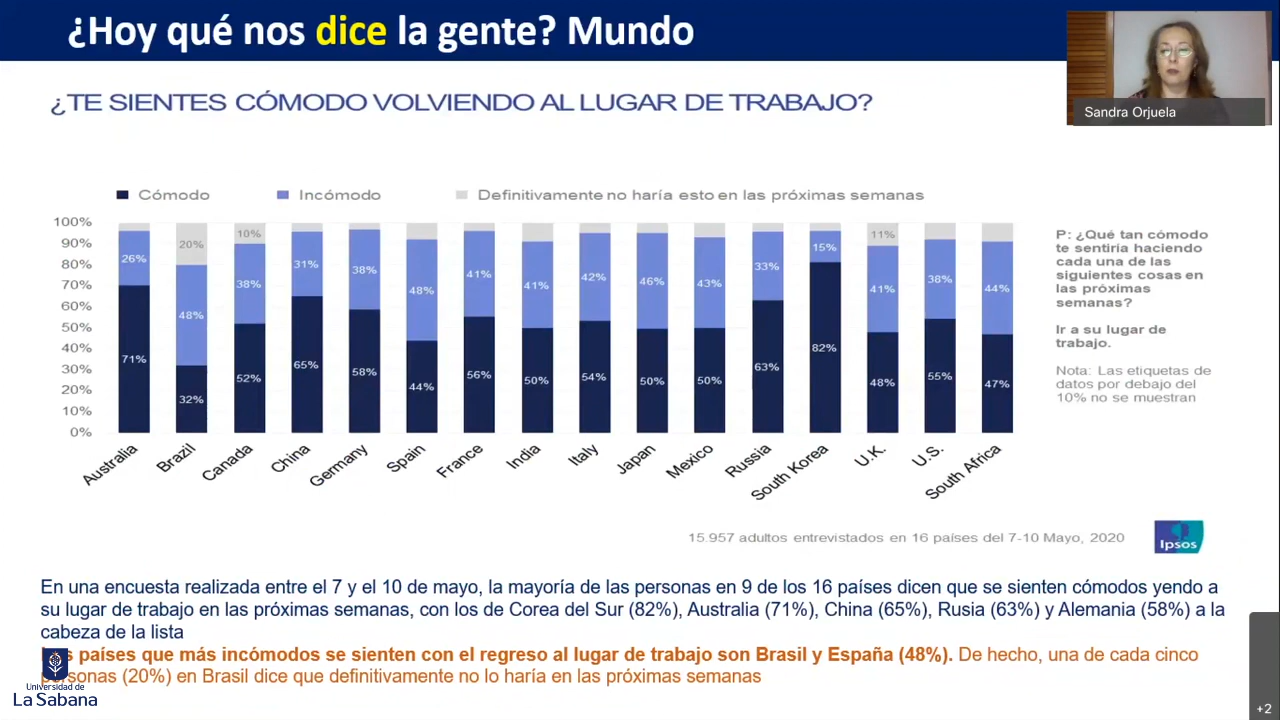 ¿Hoy qué nos dice la gente? Mundo
Sandra Orjuela
¿TE SIENTES CÓMODO VOLVIENDO AL LUGAR DE TRABAJO?
Cómodo Incómodo Definitivamente no haría esto en las próximas semanas
100%
90%
80%
70%
60%
50%
40%
30%
20%
10%
0%
20% 10% 11%
26% 48% 38% 31% 38% 48% 41% 41% 42% 46% 43% 33% 15% 41% 38% 44%
71% 32% 52% 65% 58% 44% 56% 50% 54% 50% 50% 63% 82% 48% 55% 47%
Australia Brazil Canada China Germany Spain France India Italy Japan Mexico Russia South Korea U.K. U.S. South Africa
P: ¿Qué tan cómodo
te sentiría haciendo
cada una de las
siguientes cosas en
las próximas
semanas?
Ir a su lugar de
trabajo.
Nota: Las etiquetas de
datos por debajo del
10% no se muestran
15.957 adultos entrevistados en 16 países del 7-10 Mayo, 2020
Ipsos
En una encuesta realizada entre el 7 y el 10 de mayo, la mayoría de las personas en 9 de los 16 países dicen que se sienten cómodos yendo a
su lugar de trabajo en las próximas semanas, con los de Corea del Sur (82%), Australia (71%), China (65%), Rusia (63%) y Alemania (58%) a la
cabeza de la lista
países que más incómodos se sienten con el regreso al lugar de trabajo son Brasil y España (48%). De hecho, una de cada cinco
(20%) en Brasil dice que definitivamente no lo haría en las próximas semanas
Universidad de
La Sabana
+2